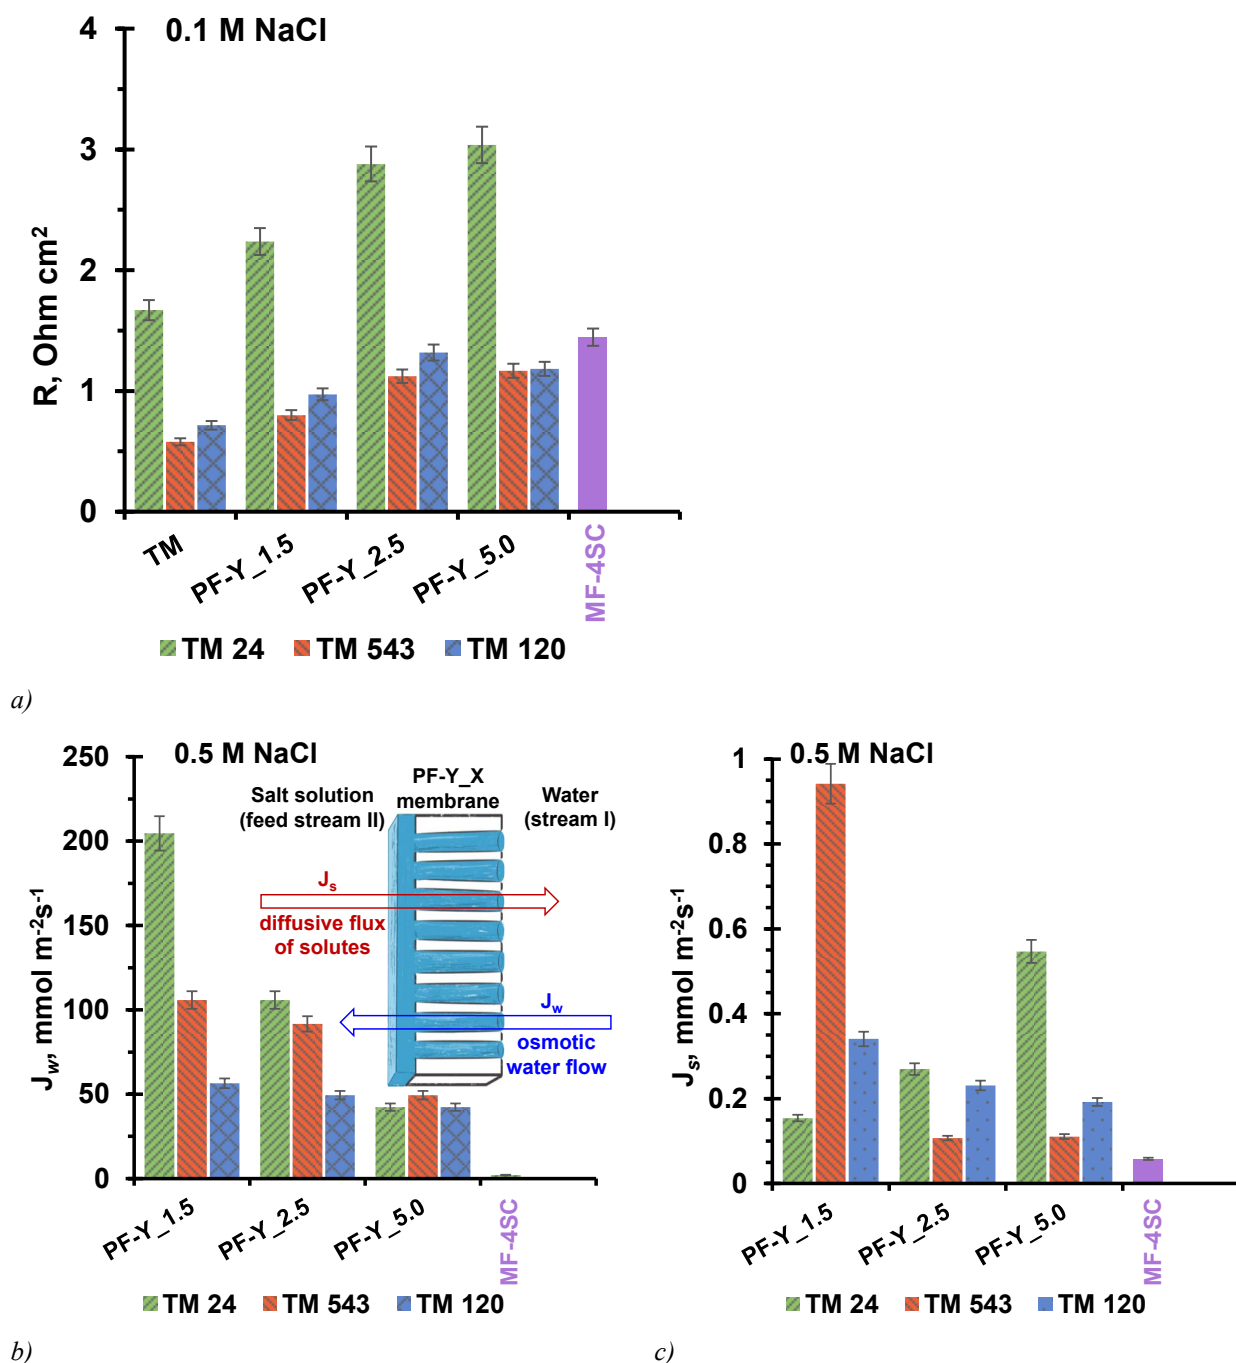 0.1 M NaCl
R, Ohm cm²
4
3
2
1
0
TM
PF-Y_1.5
PF-Y_2.5
PF-Y_5.0
MF-4SC
TM 24 TM 543 TM 120
a)
0.5 M NaCl
J_w, mmol m⁻²s⁻¹
250
200
150
100
50
0
PF-Y_X
membrane
Salt solution
(feed stream II)
Water
(stream I)
J_s
diffusive flux
of solutes
J_w
osmotic
water flow
PF-Y_1.5
PF-Y_2.5
PF-Y_5.0
MF-4SC
TM 24 TM 543 TM 120
b)
0.5 M NaCl
J_s, mmol m⁻²s⁻¹
1
0.8
0.6
0.4
0.2
0
PF-Y_1.5
PF-Y_2.5
PF-Y_5.0
MF-4SC
TM 24 TM 543 TM 120
c)